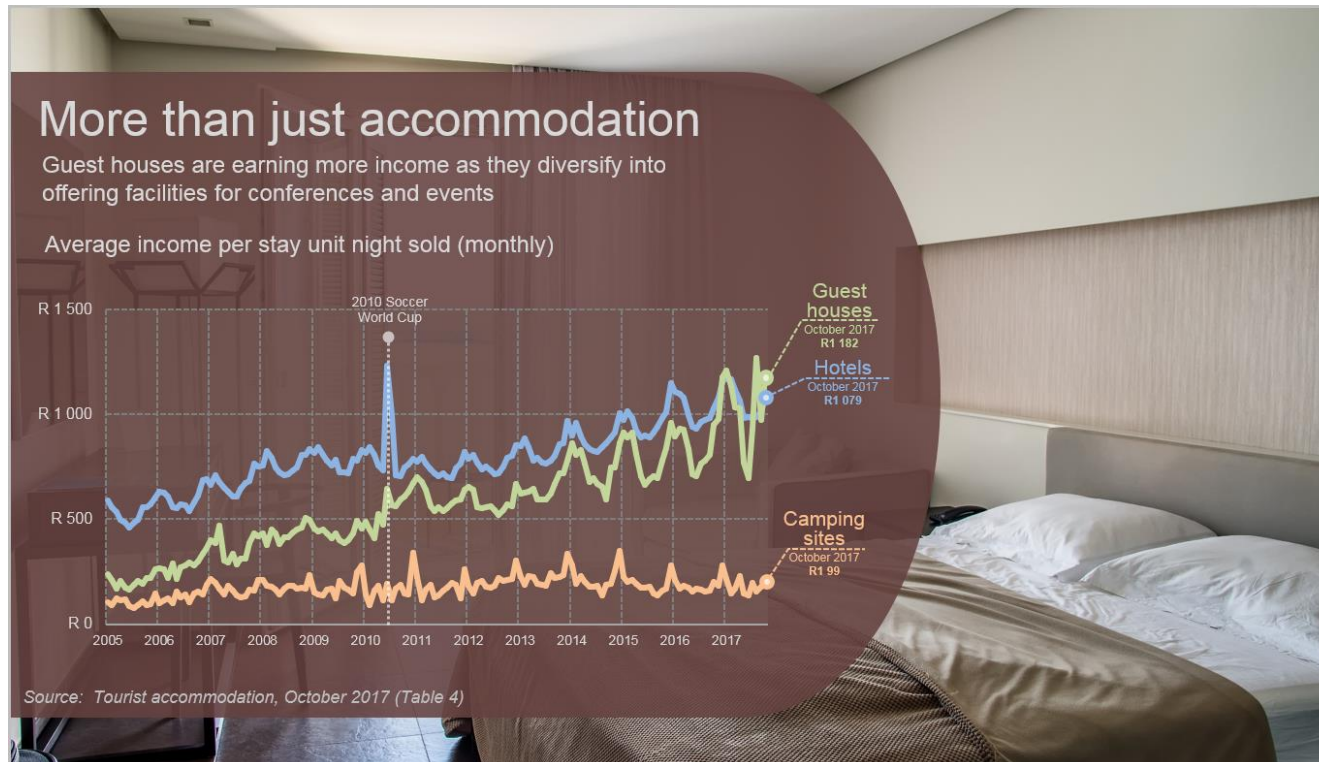 More than just accommodation
Guest houses are earning more income as they diversify into
offering facilities for conferences and events
Average income per stay unit night sold (monthly)
R 1 500
R 1 000
R 500
R 0
2010 Soccer
World Cup
Guest
houses
October 2017
R1 182
Hotels
October 2017
R1 079
Camping
sites
October 2017
R1 99
2005 2006 2007 2008 2009 2010 2011 2012 2013 2014 2015 2016 2017
Source: Tourist accommodation, October 2017 (Table 4)